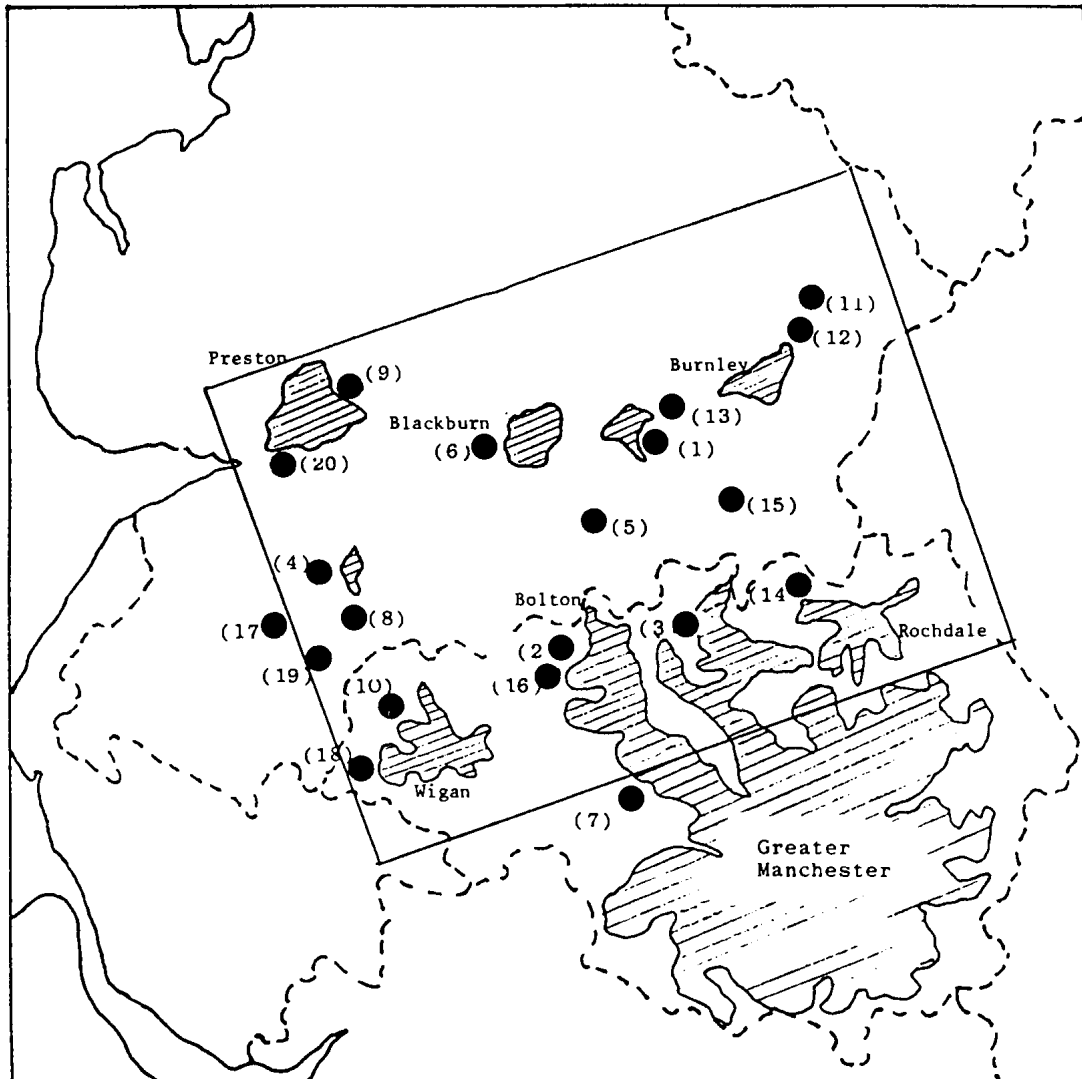 (11)
(12)
Preston
Burnley
(9)
(13)
Blackburn
(6)
(1)
(20)
(15)
(5)
(4)
(14)
Bolton
(8)
(3)
(17)
Rochdale
(2)
(19)
(16)
(10)
(18)
Wigan
(7)
Greater
Manchester